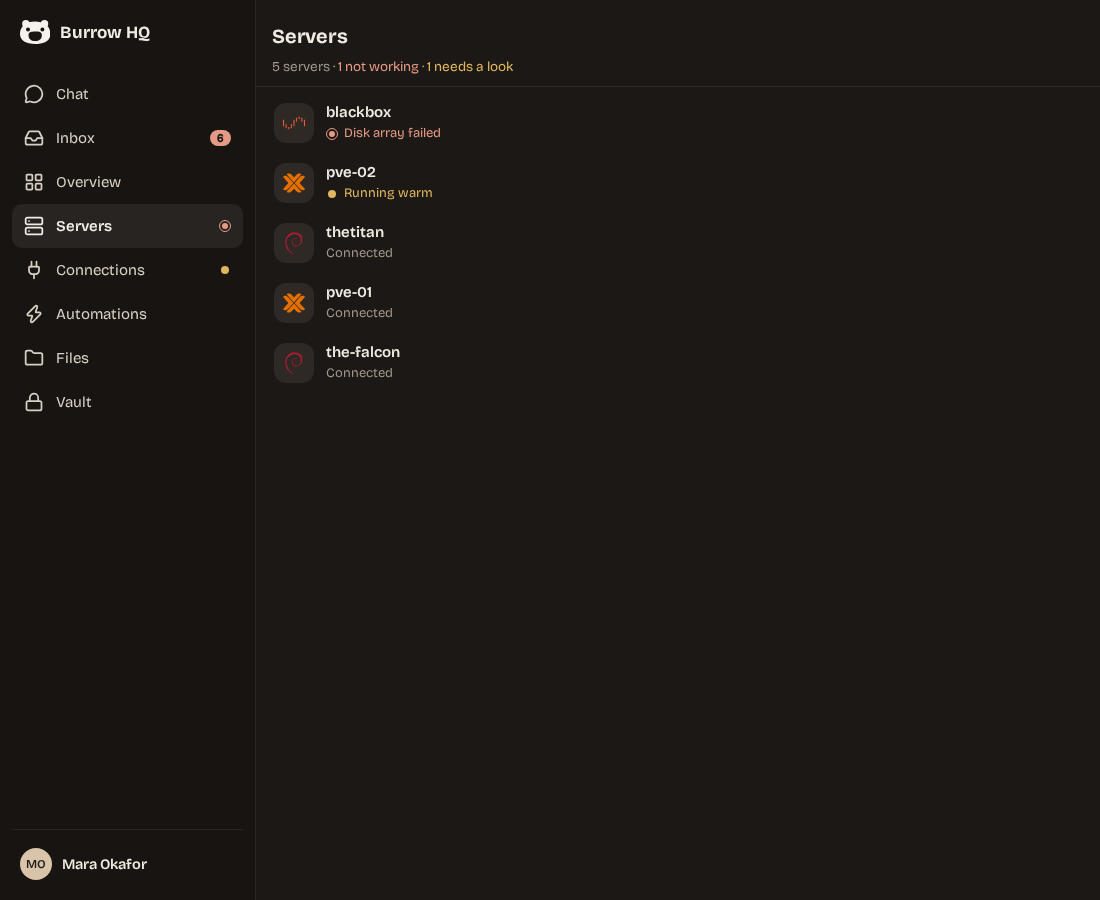 Burrow HQ
Chat
Inbox
6
Overview
Servers
Connections
Automations
Files
Vault
MO
Mara Okafor
Servers
5 servers · 1 not working · 1 needs a look
blackbox
Disk array failed
pve-02
Running warm
thetitan
Connected
pve-01
Connected
the-falcon
Connected